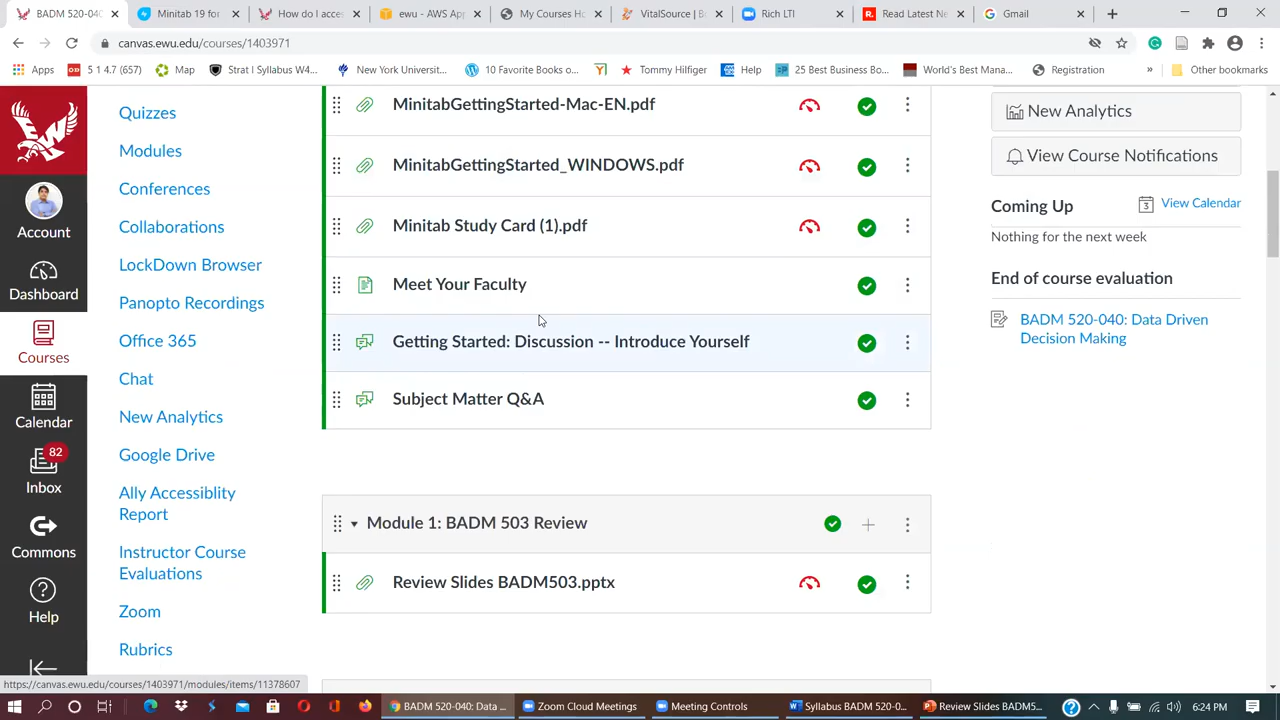 BADM 520-040
Minitab 19 for
How do I acces
ewu - AWS App
My Courses Ho
VitalSource | B
Rich LTI
Read Latest Ne
Gmail
canvas.ewu.edu/courses/1403971
Apps
5 1 4.7 (657)
Map
Strat I Syllabus W4...
New York Universit...
10 Favorite Books o...
Tommy Hilfiger
Help
25 Best Business Bo...
World's Best Mana...
Registration
»
Other bookmarks
Account
Dashboard
Courses
Calendar
82
Inbox
Commons
Help
Quizzes
Modules
Conferences
Collaborations
LockDown Browser
Panopto Recordings
Office 365
Chat
New Analytics
Google Drive
Ally Accessiblity
Report
Instructor Course
Evaluations
Zoom
Rubrics
MinitabGettingStarted-Mac-EN.pdf
MinitabGettingStarted_WINDOWS.pdf
Minitab Study Card (1).pdf
Meet Your Faculty
Getting Started: Discussion -- Introduce Yourself
Subject Matter Q&A
Module 1: BADM 503 Review
Review Slides BADM503.pptx
New Analytics
View Course Notifications
Coming Up
3
View Calendar
Nothing for the next week
End of course evaluation
BADM 520-040: Data Driven
Decision Making
https://canvas.ewu.edu/courses/1403971/modules/items/11378607
BADM 520-040: Data ...
Zoom Cloud Meetings
Meeting Controls
Syllabus BADM 520-0...
Review Slides BADM5...
6:24 PM